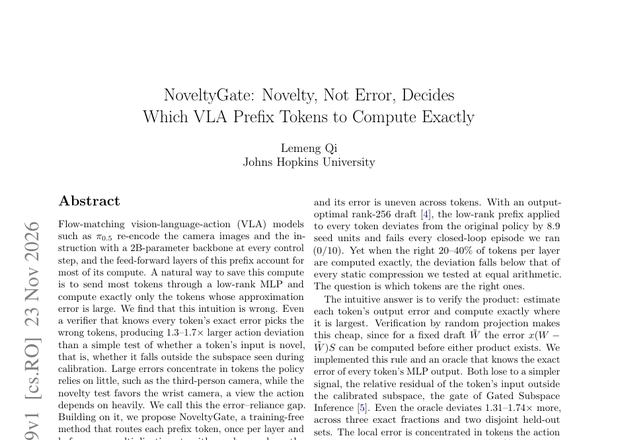 NoveltyGate: Novelty, Not Error, Decides
Which VLA Prefix Tokens to Compute Exactly
Lemeng Qi
Johns Hopkins University
9v1 [cs.RO] 23 Nov 2026
Abstract
Flow-matching vision-language-action (VLA) models
such as π0.5 re-encode the camera images and the in-
struction with a 2B-parameter backbone at every control
step, and the feed-forward layers of this prefix account for
most of its compute. A natural way to save this compute
is to send most tokens through a low-rank MLP and
compute exactly only the tokens whose approximation
error is large. We find that this intuition is wrong. Even
a verifier that knows every token's exact error picks the
wrong tokens, producing 1.3–1.7× larger action deviation
than a simple test of whether a token's input is novel,
that is, whether it falls outside the subspace seen during
calibration. Large errors concentrate in tokens the policy
relies on little, such as the third-person camera, while the
novelty test favors the wrist camera, a view the action
depends on heavily. We call this the error–relevance gap.
Building on it, we propose NoveltyGate, a training-free
method that routes each prefix token, once per layer and
and its error is uneven across tokens. With an output-
optimal rank-256 draft [4], the low-rank prefix applied
to every token deviates from the original policy by 8.9
seed units and fails every closed-loop episode we ran
(0/10). Yet when the right 20–40% of tokens per layer
are computed exactly, the deviation falls below that of
every static compression we tested at equal arithmetic.
The question is which tokens are the right ones.
The intuitive answer is to verify the product: estimate
each token's output error and compute exactly where
it is largest. Verification by random projection makes
this cheap, since for a fixed draft W̃ the error x(W −
W̃)S can be computed before either product exists. We
implemented this rule and an oracle that knows the exact
error of every token's MLP output. Both lose to a simpler
signal, the relative residual of the token's input outside
the calibrated subspace, the gate of Gated Subspace
Inference [5]. Even the oracle deviates 1.31–1.74× more,
across three exact fractions and two disjoint held-out
sets. The local error is concentrated in tokens the action